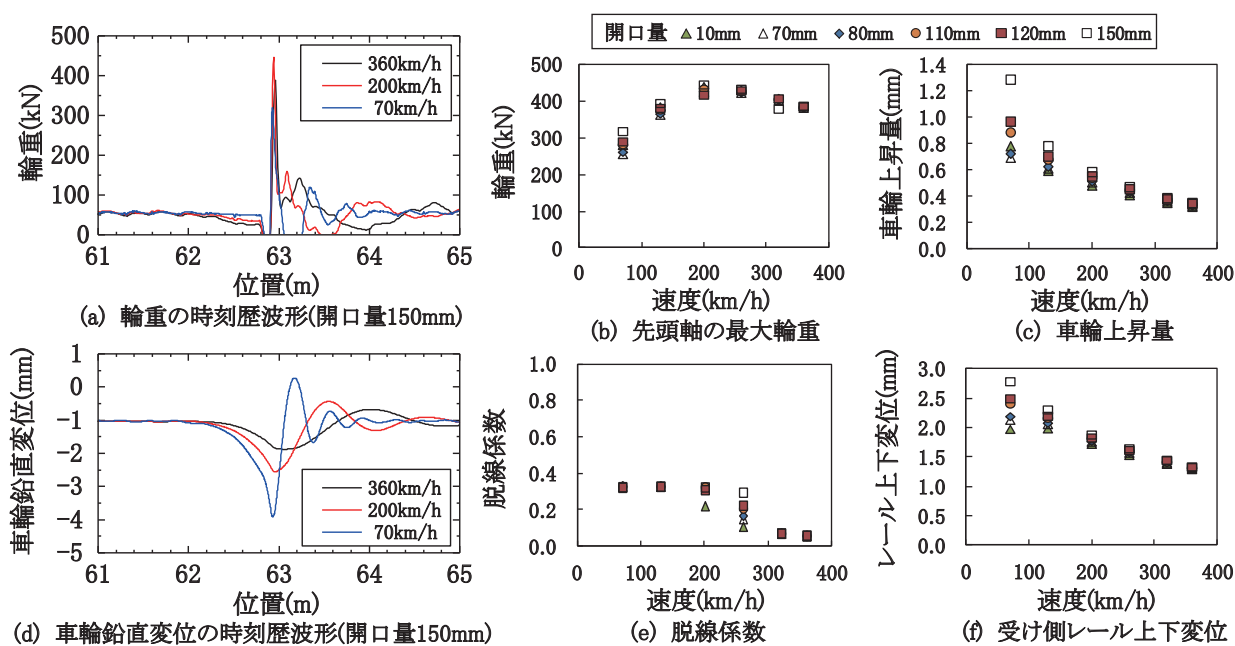 開口量 10mm 70mm 80mm 110mm 120mm 150mm
輪重(kN)
500
400
300
200
100
0
360km/h
200km/h
70km/h
61 62 63 64 65
位置(m)
(a) 輪重の時刻歴波形(開口量150mm)
輪重(kN)
500
400
300
200
100
0
0 100 200 300 400
速度(km/h)
(b) 先頭軸の最大輪重
車輪上昇量(mm)
1.4
1.2
1.0
0.8
0.6
0.4
0.2
0.0
0 100 200 300 400
速度(km/h)
(c) 車輪上昇量
車輪鉛直変位(mm)
1
0
−1
−2
−3
−4
−5
360km/h
200km/h
70km/h
61 62 63 64 65
位置(m)
(d) 車輪鉛直変位の時刻歴波形(開口量150mm)
脱線係数
1.0
0.8
0.6
0.4
0.2
0.0
0 100 200 300 400
速度(km/h)
(e) 脱線係数
レール上下変位(mm)
3.0
2.5
2.0
1.5
1.0
0.5
0.0
0 100 200 300 400
速度(km/h)
(f) 受け側レール上下変位